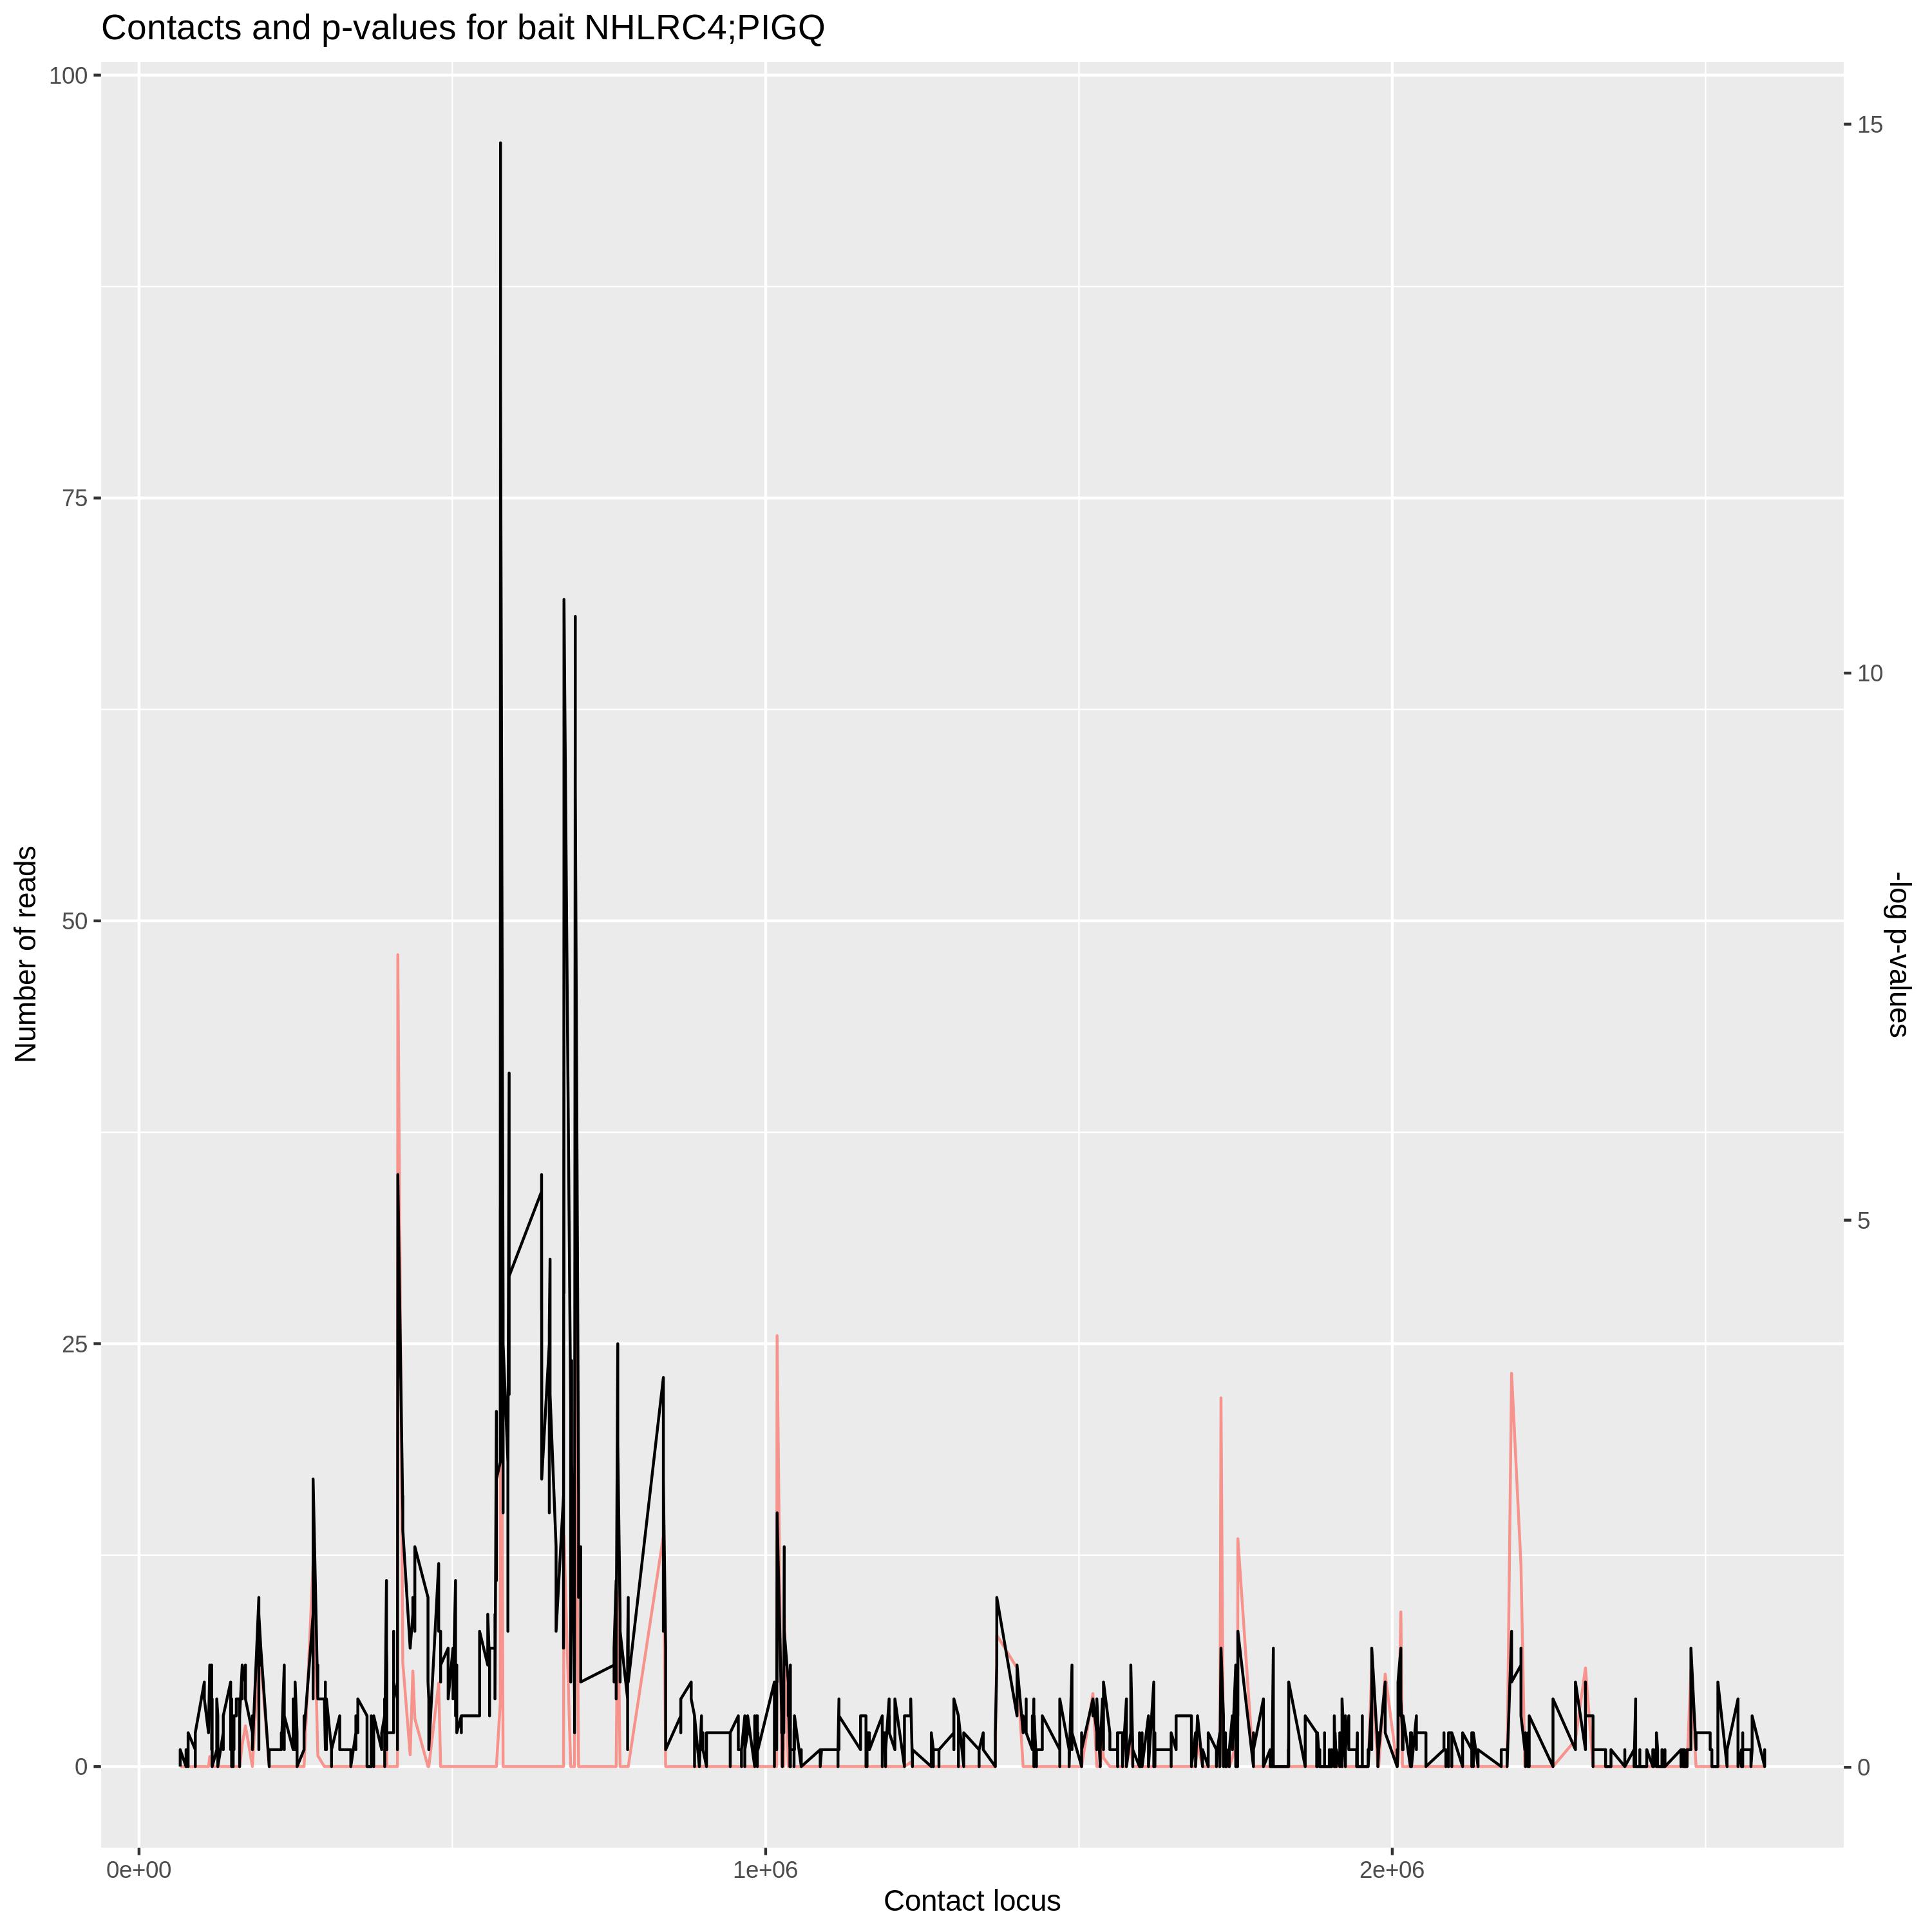 Contacts and p-values for bait NHLRC4;PIGQ
100
75
50
25
0
Number of reads
15
10
5
0
-log p-values
0e+00
1e+06
2e+06
Contact locus